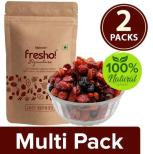 2
PACKS
fresho!
Signature
100%
Natural
Multi Pack